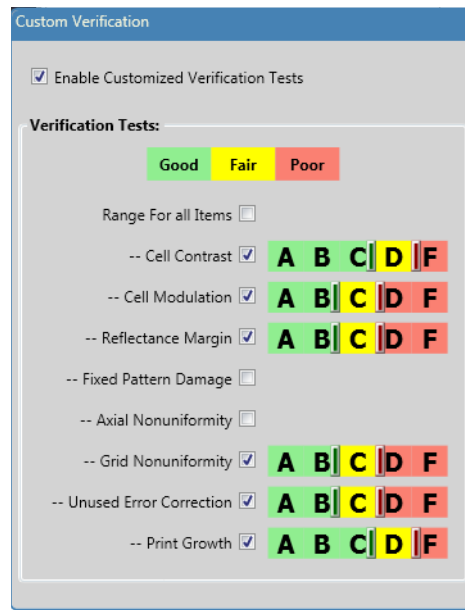 Custom Verification
Enable Customized Verification Tests
Verification Tests:
Good Fair Poor
Range For all Items
-- Cell Contrast A B C D F
-- Cell Modulation A B C D F
-- Reflectance Margin A B C D F
-- Fixed Pattern Damage
-- Axial Nonuniformity
-- Grid Nonuniformity A B C D F
-- Unused Error Correction A B C D F
-- Print Growth A B C D F